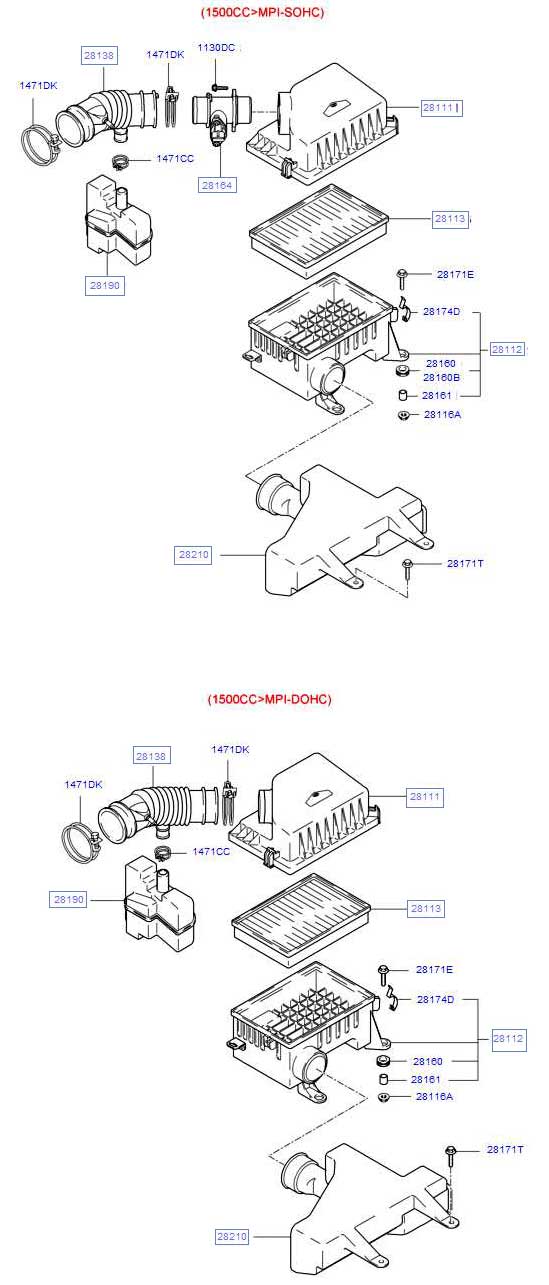 (1500CC>MPI-SOHC)
1130DC
1471DK
28138
1471DK
28111
1471CC
28164
28113
28190
28171E
28174D
28112
28160
28160B
28161
28116A
28210
28171T
(1500CC>MPI-DOHC)
1471DK
28138
1471DK
28111
1471CC
28190
28113
28171E
28174D
28112
28160
28161
28116A
28171T
28210